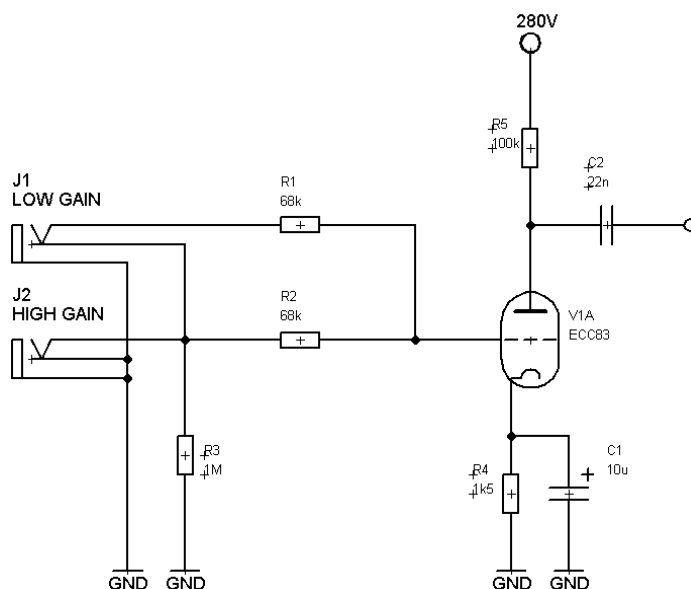 280V
R5
100k
C2
22n
J1
LOW GAIN
R1
68k
J2
HIGH GAIN
R2
68k
V1A
ECC83
R3
1M
R4
1k5
C1
10u
GND
GND
GND
GND